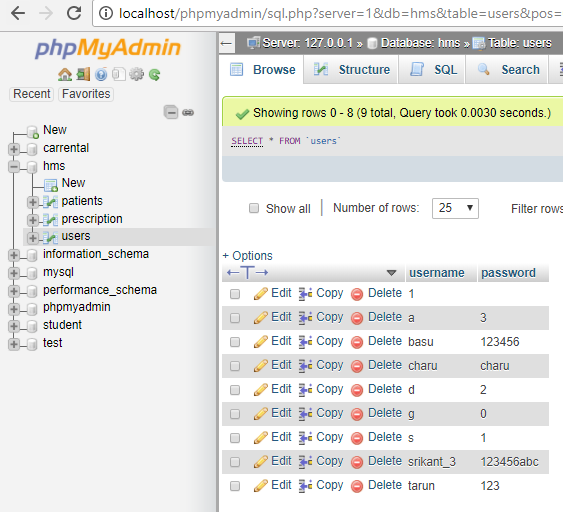 localhost/phpmyadmin/sql.php?server=1&db=hms&table=users&pos=
phpMyAdmin
Recent Favorites
New
carrental
hms
New
patients
prescription
users
information_schema
mysql
performance_schema
phpmyadmin
student
test
Server: 127.0.0.1 » Database: hms » Table: users
Browse Structure SQL Search
Showing rows 0 - 8 (9 total, Query took 0.0030 seconds.)
SELECT * FROM `users`
Show all Number of rows: 25 Filter rows
+ Options
←T→ username password
Edit Copy Delete 1
Edit Copy Delete a 3
Edit Copy Delete basu 123456
Edit Copy Delete charu charu
Edit Copy Delete d 2
Edit Copy Delete g 0
Edit Copy Delete s 1
Edit Copy Delete srikant_3 123456abc
Edit Copy Delete tarun 123